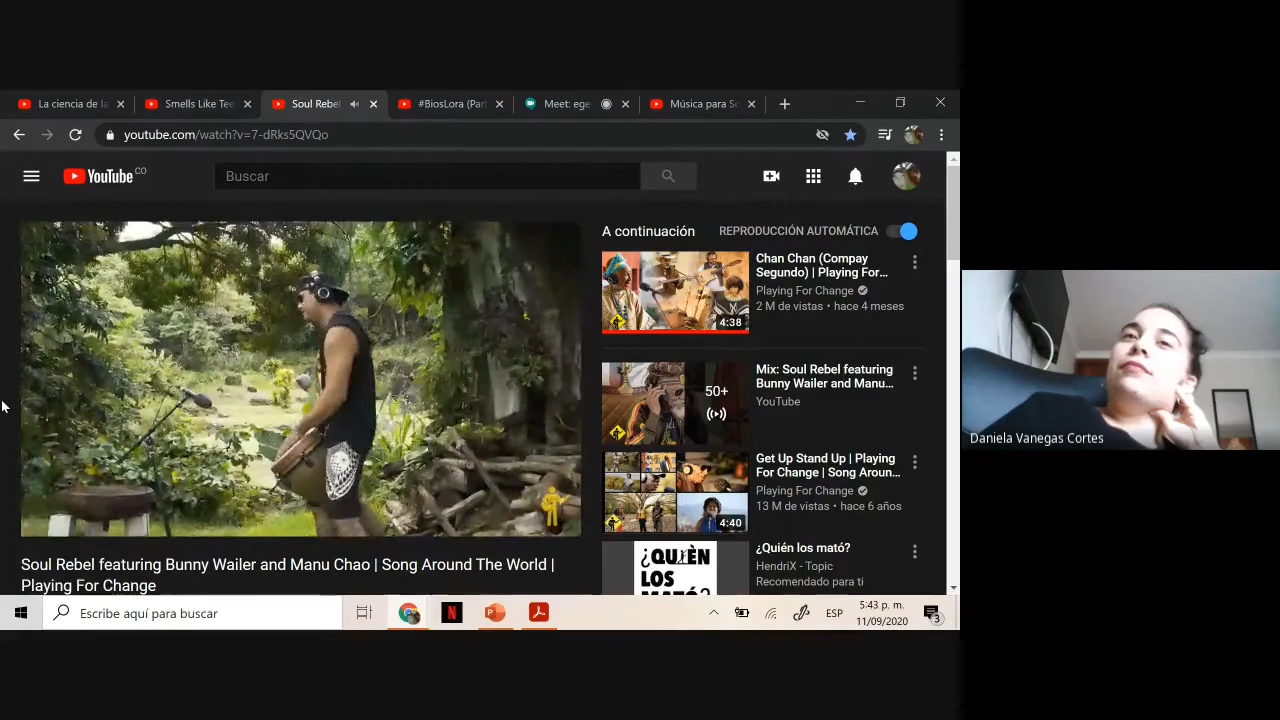 La ciencia de la
Smells Like Tee
Soul Rebel
#BiosLora (Part
Meet: ege
Música para So
youtube.com/watch?v=7-dRks5QVQo
YouTube CO
Buscar
A continuación
REPRODUCCIÓN AUTOMÁTICA
Chan Chan (Compay
Segundo) | Playing For...
Playing For Change
2 M de vistas • hace 4 meses
4:38
Mix: Soul Rebel featuring
Bunny Wailer and Manu...
YouTube
50+
Get Up Stand Up | Playing
For Change | Song Aroun...
Playing For Change
13 M de vistas • hace 6 años
4:40
¿QUIÈN
LOS
MATÓ?
¿Quién los mató?
HendriX - Topic
Recomendado para ti
Soul Rebel featuring Bunny Wailer and Manu Chao | Song Around The World |
Playing For Change
Daniela Vanegas Cortes
Escribe aquí para buscar
N
P
ESP
5:43 p. m.
11/09/2020
3